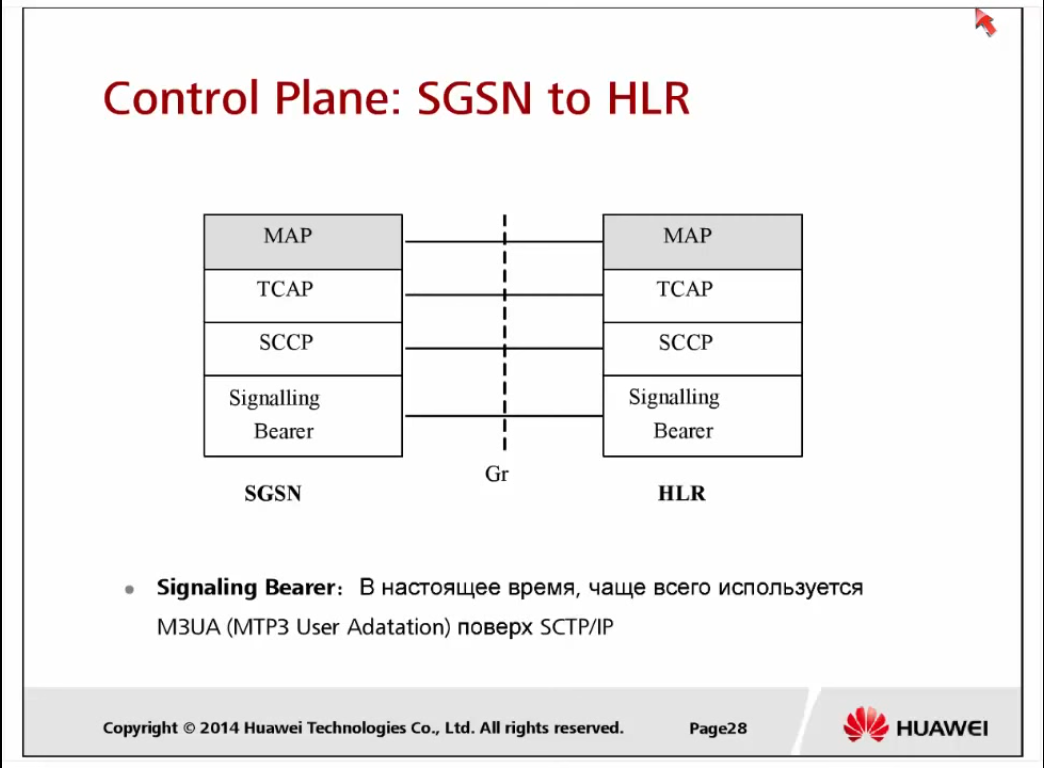 Control Plane: SGSN to HLR
MAP
MAP
TCAP
TCAP
SCCP
SCCP
Signalling
Bearer
Signalling
Bearer
Gr
SGSN
HLR
Signaling Bearer: В настоящее время, чаще всего используется
M3UA (MTP3 User Adatation) поверх SCTP/IP
Copyright © 2014 Huawei Technologies Co., Ltd. All rights reserved.
Page28
HUAWEI